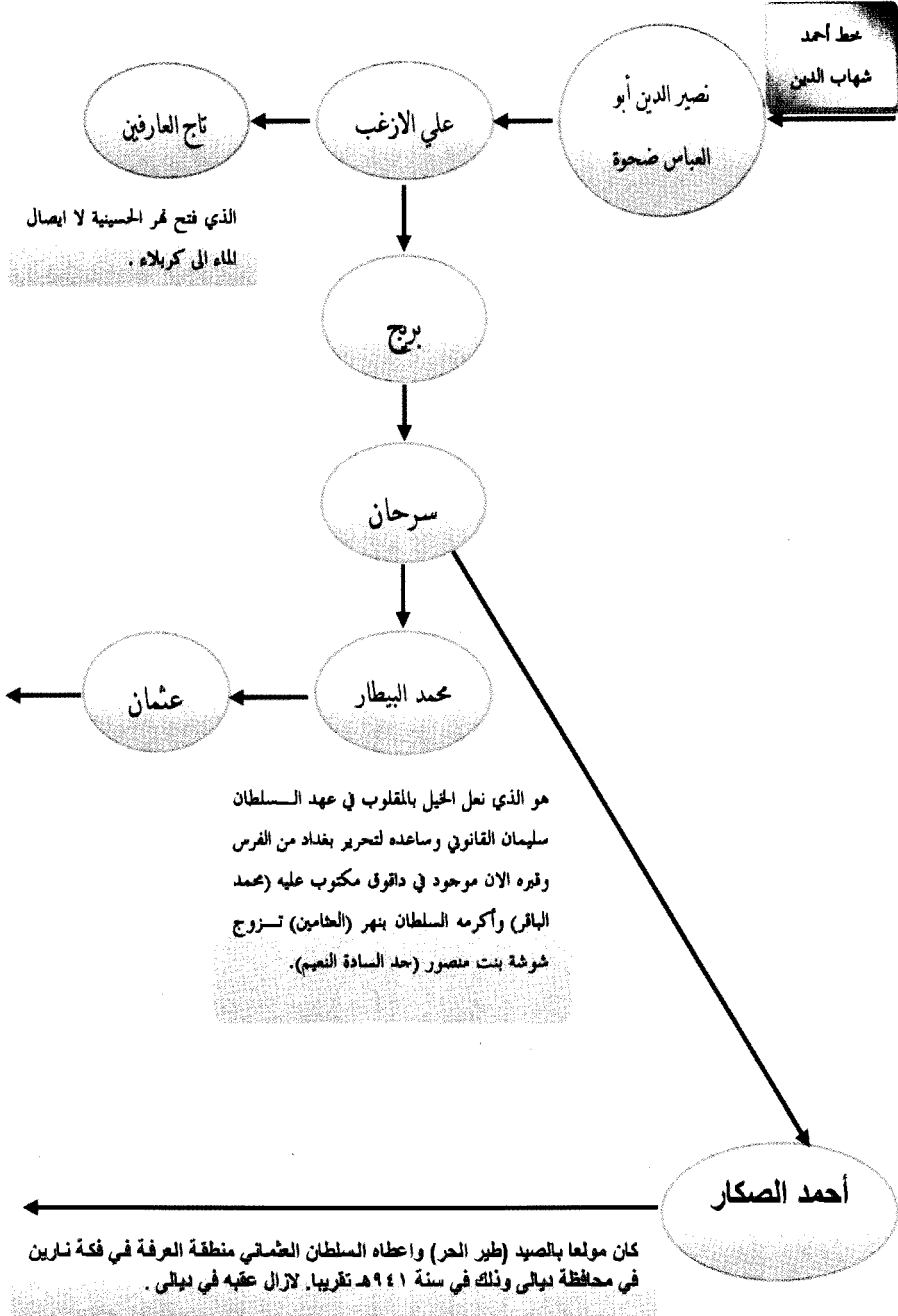 خط أحمد
شهاب الدين
نصير الدين أبو
العباس ضحوة
علي الازغب
تاج العارفين
الذي فتح نهر الحسينية لا ايصال
الماء الى كربلاء .
بريج
سرحان
محمد البيطار
عثمان
هو الذي نعل الخيل بالمقلوب في عهد السلطان
سليمان القانوني وساعده لتحرير بغداد من الفرس
وقبره الان موجود في داقوق مكتوب عليه (محمد
الباقر) وأكرمه السلطان بنهر (العثامين) تزوج
شوشة بنت منصور (حد السادة النعيم).
أحمد الصكار
كان مولعا بالصيد (طير الحر) واعطاه السلطان العثماني منطقة العرفة في فكة نارين
في محافظة ديالى وذلك في سنة ٩٤١هـ تقريبا. لازال عقبه في ديالى .